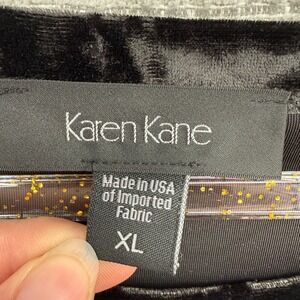 Karen Kane
Made in USA
of Imported
Fabric
XL